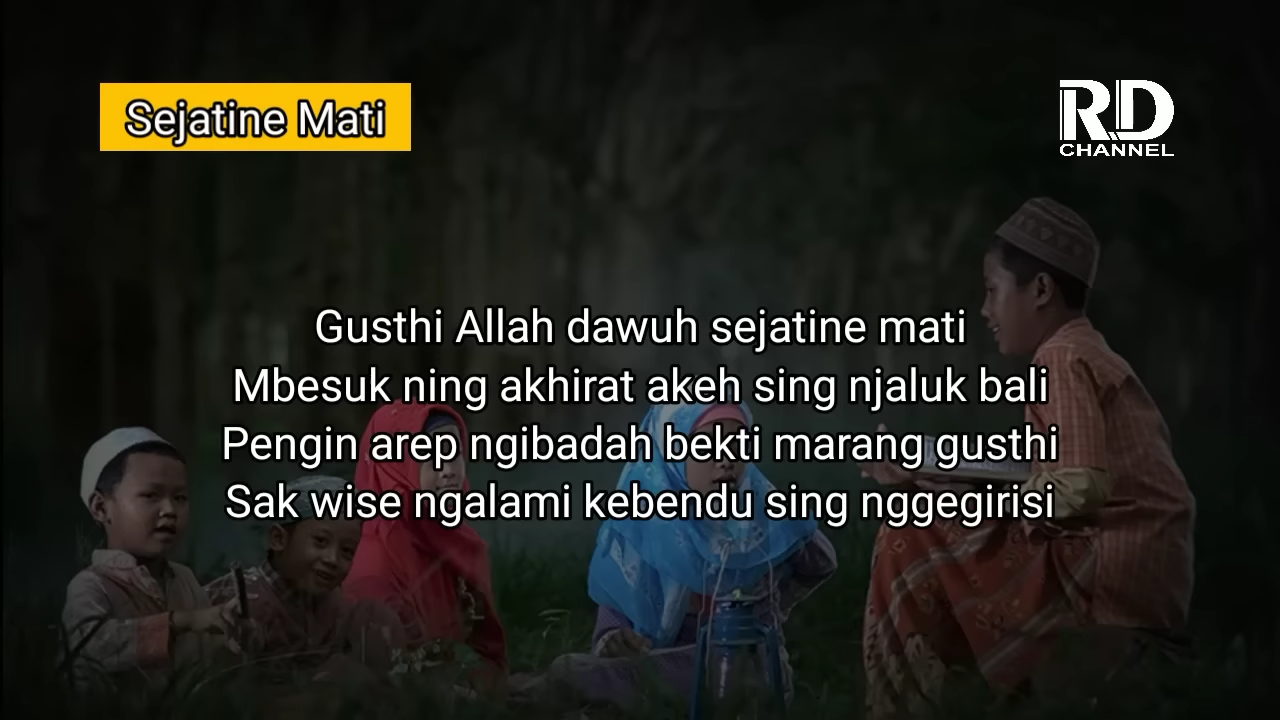 Sejatine Mati
RD
CHANNEL
Gusthi Allah dawuh sejatine mati
Mbesuk ning akhirat akeh sing njaluk bali
Pengin arep ngibadah bekti marang gusthi
Sak wise ngalami kebendu sing nggegirisi